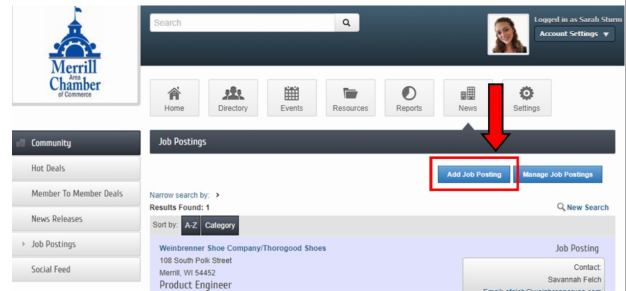 Merrill
Area
Chamber
of Commerce
Search
Logged in as Sarah Sturm
Account Settings
Home
Directory
Events
Resources
Reports
News
Settings
Community
Hot Deals
Member To Member Deals
News Releases
Job Postings
Social Feed
Job Postings
Add Job Posting
Manage Job Postings
Narrow search by:
Results Found: 1
New Search
Sort by: A-Z Category
Weinbrenner Shoe Company/Thorogood Shoes
108 South Polk Street
Merrill, WI 54452
Product Engineer
Job Posting
Contact:
Savannah Felch